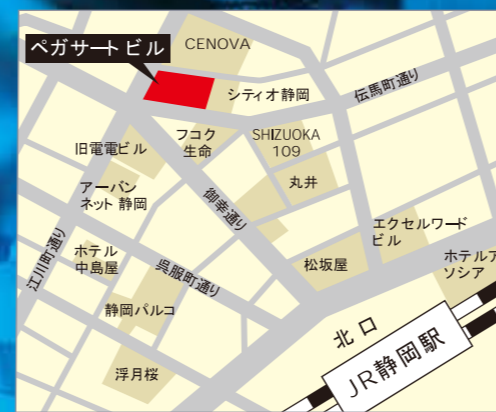 CENOVA
ペガサート ビル
シティオ静岡
伝馬町通り
フコク
生命
SHIZUOKA
109
旧電電ビル
丸井
アーバン
ネット 静岡
御幸通り
エクセルワード
ビル
江川町通り
ホテル
中島屋
呉服町通り
松坂屋
ホテルア
ソシア
静岡パルコ
北口
JR静岡駅
浮月桜